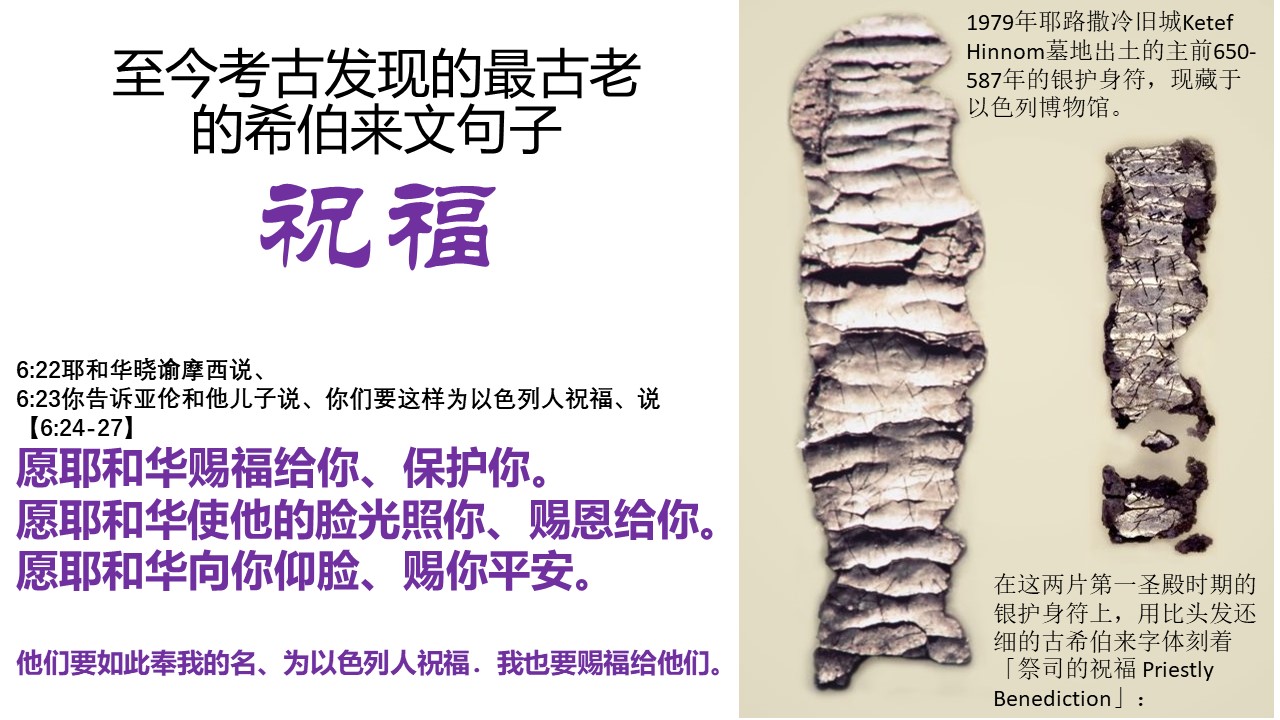 至今考古发现的最古老
的希伯来文句子
祝福
6:22耶和华晓谕摩西说、
6:23你告诉亚伦和他儿子说、你们要这样为以色列人祝福、说
【6:24-27】
愿耶和华赐福给你、保护你。
愿耶和华使他的脸光照你、赐恩给你。
愿耶和华向你仰脸、赐你平安。
他们要如此奉我的名、为以色列人祝福．我也要赐福给他们。
1979年耶路撒冷旧城Ketef
Hinnom墓地出土的主前650-
587年的银护身符，现藏于
以色列博物馆。
在这两片第一圣殿时期的
银护身符上，用比头发还
细的古希伯来字体刻着
「祭司的祝福 Priestly
Benediction」：